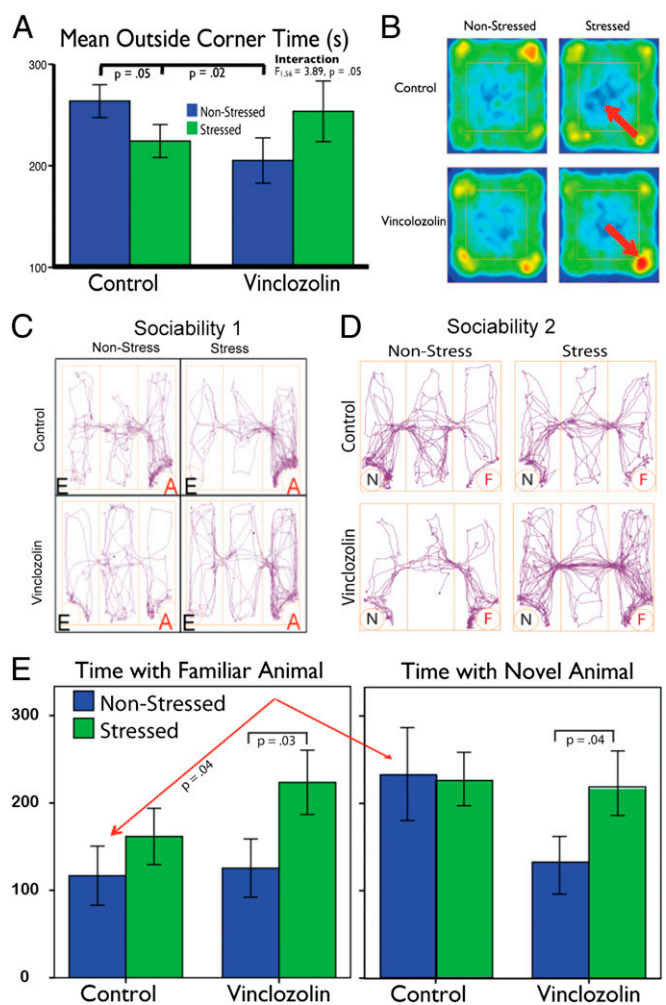 A
Mean Outside Corner Time (s)
Interaction
F1,56 = 3.89, p = .05
p = .05
p = .02
Non-Stressed
Stressed
300
200
100
Control
Vinclozolin
B
Non-Stressed
Stressed
Control
Vincolozolin
C
Sociability 1
Non-Stress
Stress
Control
E
A
E
A
Vinclozolin
E
A
E
A
D
Sociability 2
Non-Stress
Stress
Control
N
F
N
F
Vinclozolin
N
F
N
F
E
Time with Familiar Animal
Time with Novel Animal
Non-Stressed
Stressed
p = .04
p = .03
p = .04
300
200
100
0
Control
Vinclozolin
Control
Vinclozolin